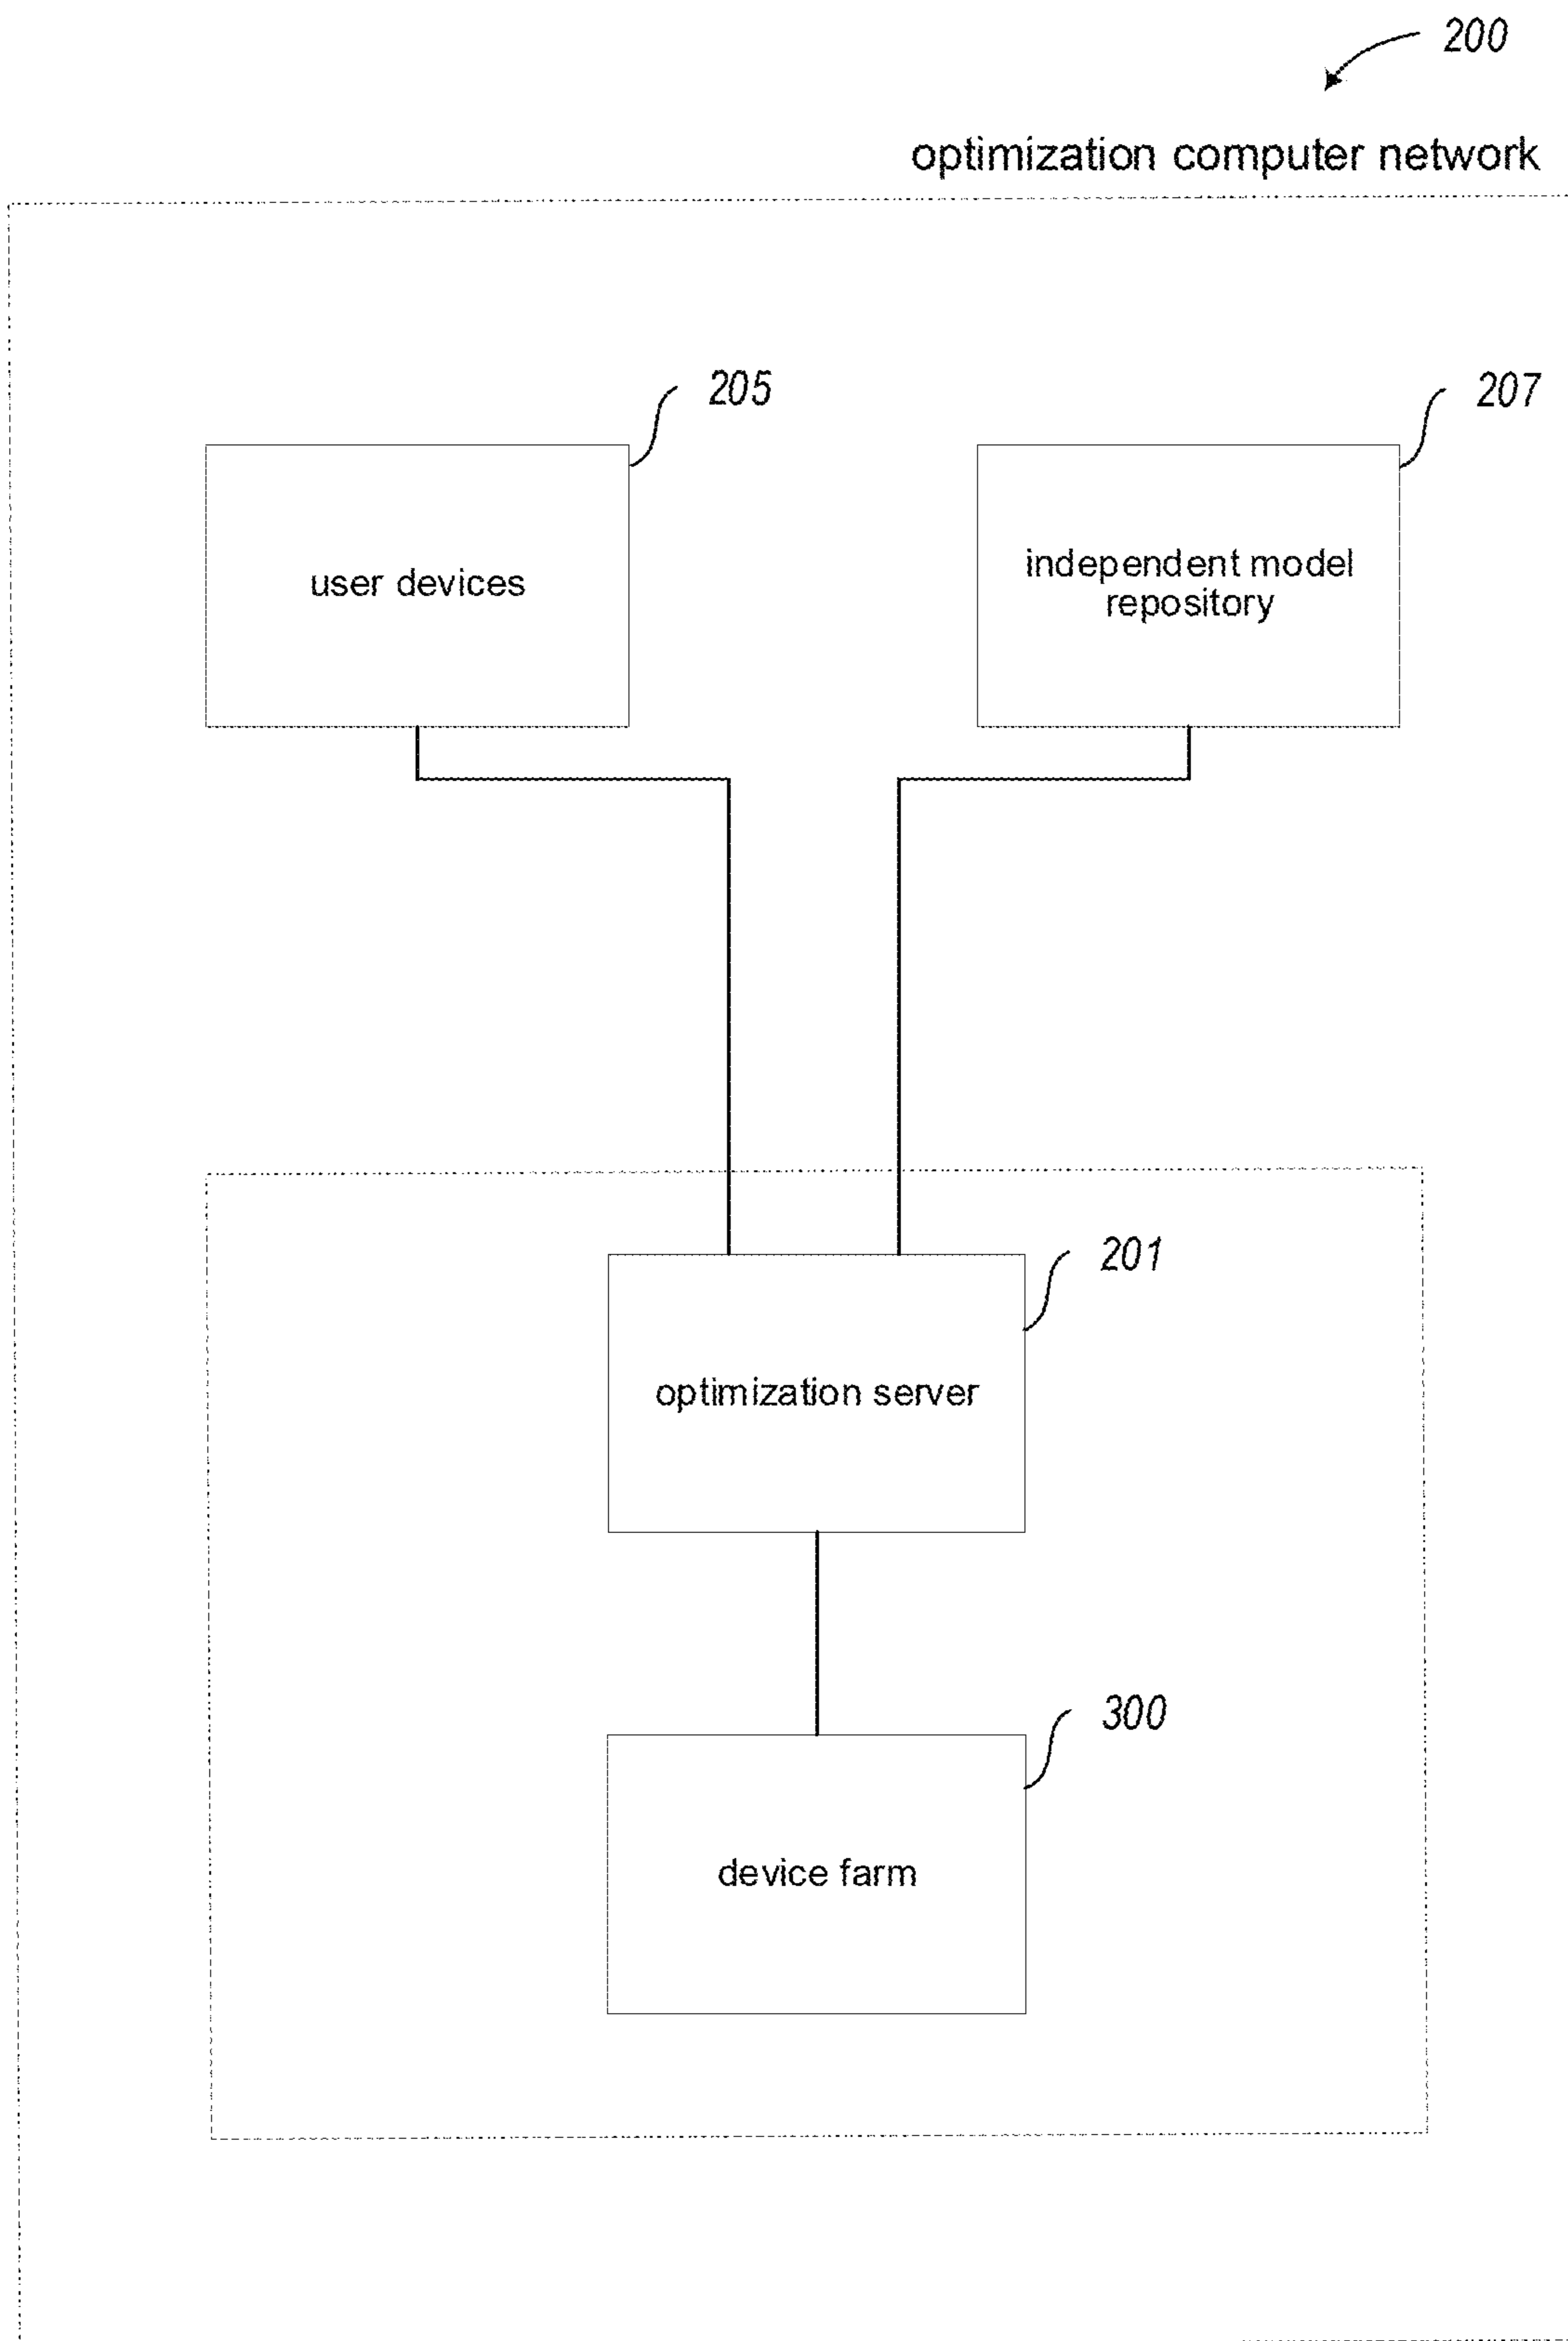 200
optimization computer network
205
207
user devices
independent model
repository
201
optimization server
300
device farm